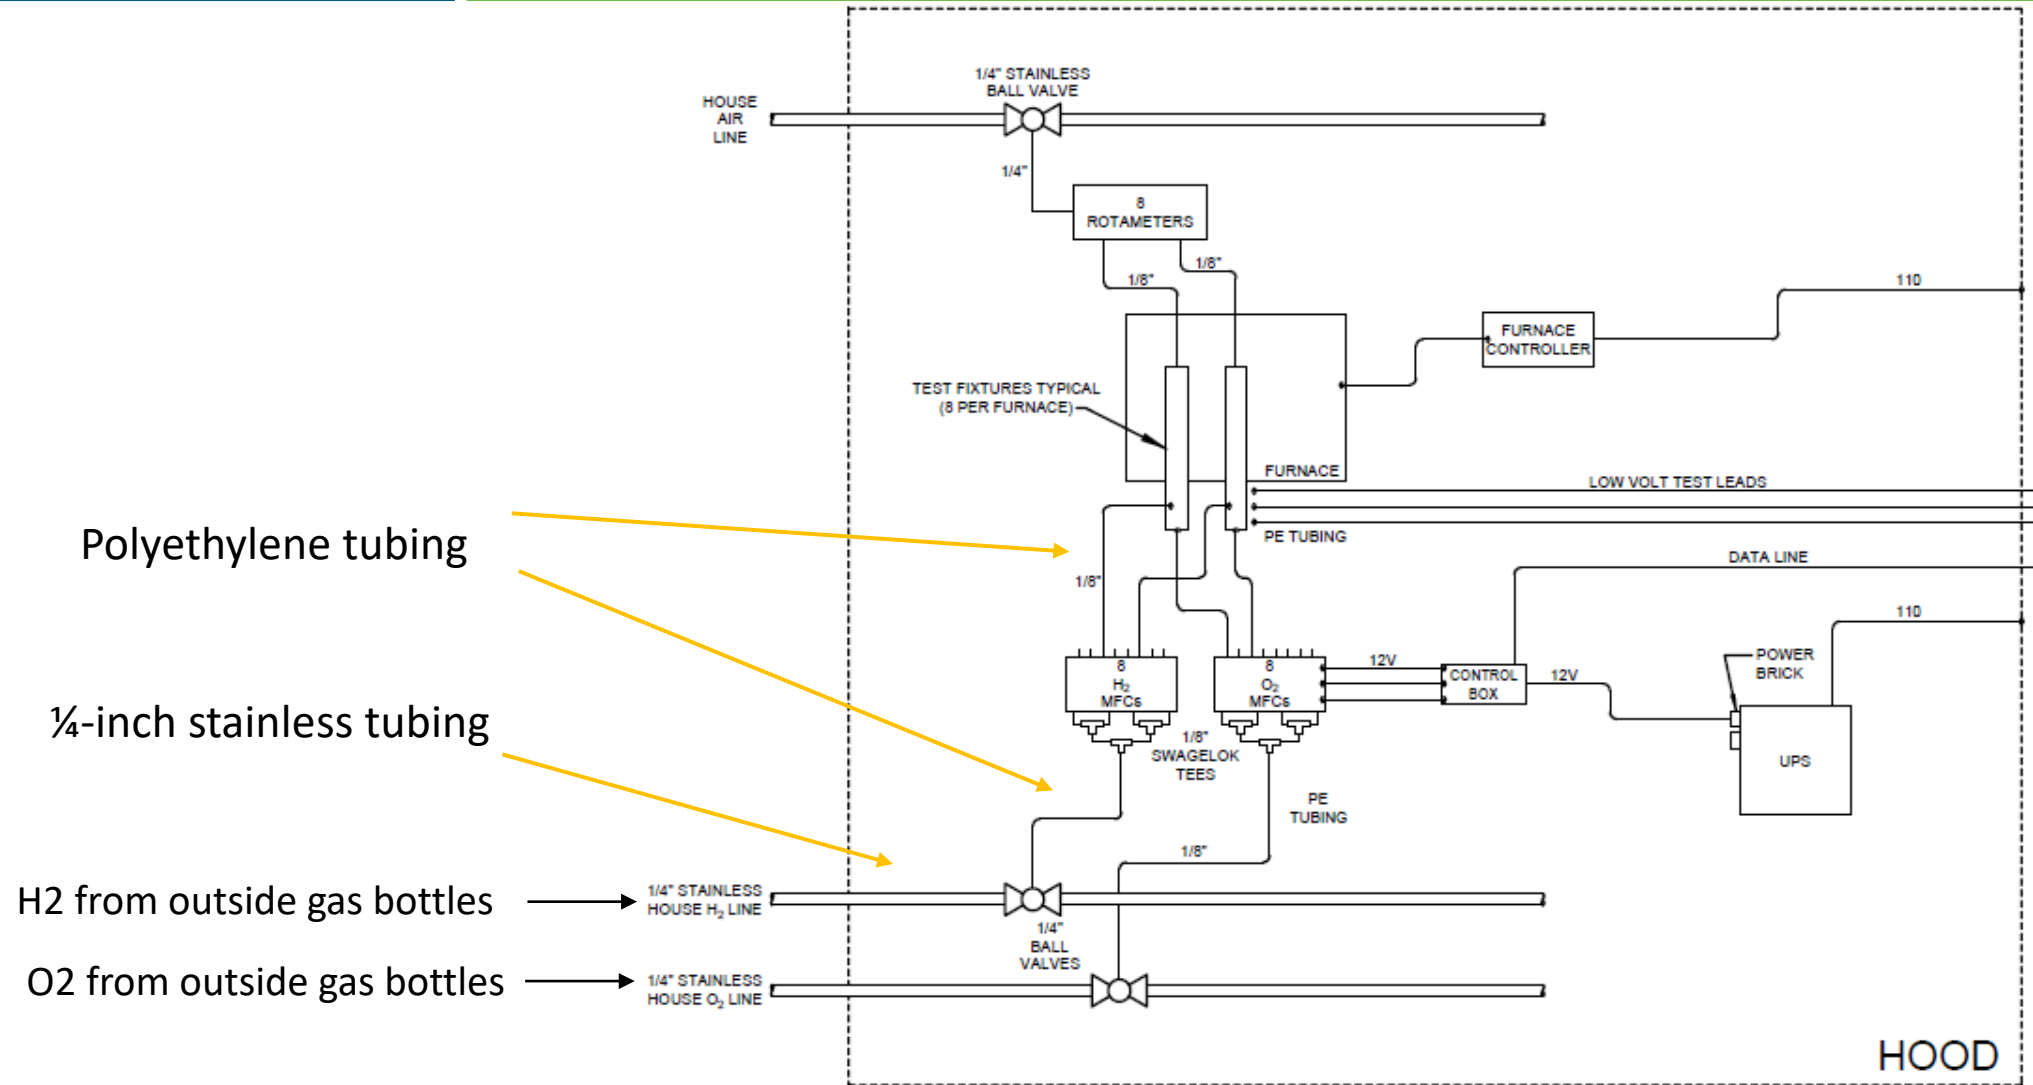 1/4" STAINLESS
BALL VALVE
HOUSE
AIR
LINE
1/4"
8
ROTAMETERS
1/8"
1/8"
110
FURNACE
CONTROLLER
TEST FIXTURES TYPICAL
(8 PER FURNACE)
FURNACE
LOW VOLT TEST LEADS
PE TUBING
Polyethylene tubing
DATA LINE
1/8"
110
8
H₂
MFCs
8
O₂
MFCs
12V
CONTROL
BOX
12V
POWER
BRICK
UPS
¼-inch stainless tubing
1/8"
SWAGELOK
TEES
PE
TUBING
1/8"
H2 from outside gas bottles
1/4" STAINLESS
HOUSE H₂ LINE
1/4"
BALL
VALVES
O2 from outside gas bottles
1/4" STAINLESS
HOUSE O₂ LINE
HOOD